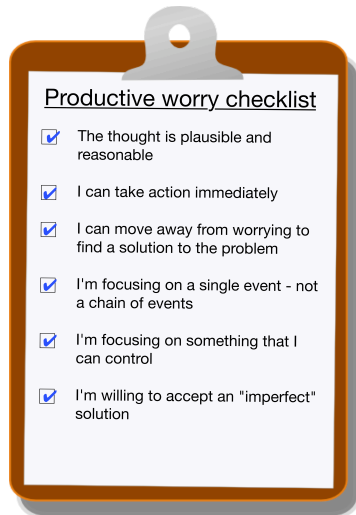 Productive worry checklist
The thought is plausible and
reasonable
I can take action immediately
I can move away from worrying to
find a solution to the problem
I'm focusing on a single event - not
a chain of events
I'm focusing on something that I
can control
I'm willing to accept an "imperfect"
solution